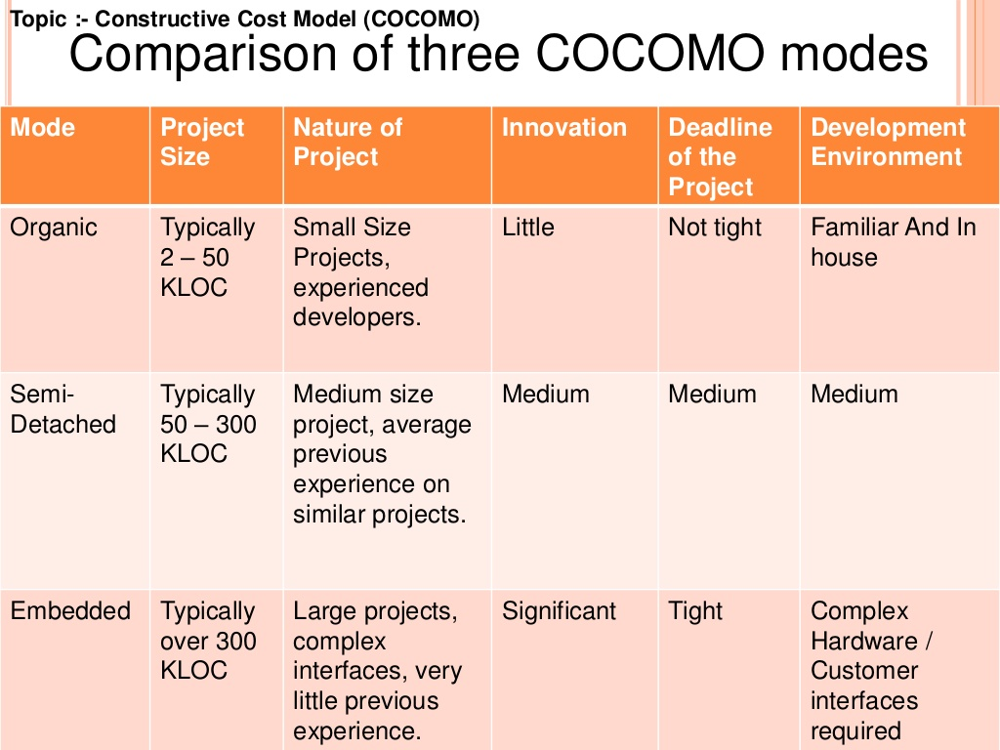 Topic :- Constructive Cost Model (COCOMO)
Comparison of three COCOMO modes
Mode
Project
Size
Nature of
Project
Innovation
Deadline
of the
Project
Development
Environment
Organic
Typically
2 – 50
KLOC
Small Size
Projects,
experienced
developers.
Little
Not tight
Familiar And In
house
Semi-
Detached
Typically
50 – 300
KLOC
Medium size
project, average
previous
experience on
similar projects.
Medium
Medium
Medium
Embedded
Typically
over 300
KLOC
Large projects,
complex
interfaces, very
little previous
experience.
Significant
Tight
Complex
Hardware /
Customer
interfaces
required